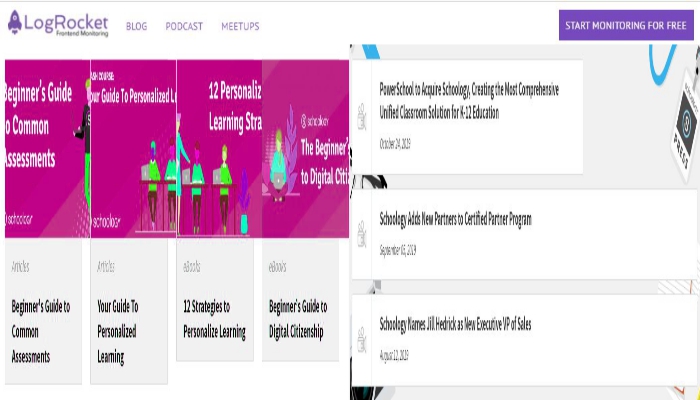 LogRocket
Frontend Monitoring
BLOG
PODCAST
MEETUPS
START MONITORING FOR FREE
Beginner's Guide
o Common
Assessments
schoology
ASH COURSE:
our Guide To Personalized L
schoology
12 Personaliz
Learning Stra
schoology
The Beginner'
to Digital Citiz
Articles
Beginner's Guide to
Common
Assessments
Articles
Your Guide To
Personalized
Learning
eBooks
12 Strategies to
Personalize Learning
eBooks
Beginner's Guide to
Digital Citizenship
PowerSchool to Acquire Schoology, Creating the Most Comprehensive
Unified Classroom Solution for K-12 Education
October 24, 2019
Schoology Adds New Partners to Certified Partner Program
September 05, 2019
Schoology Names Jill Hedrick as New Executive VP of Sales
August 12, 2019
PRESS